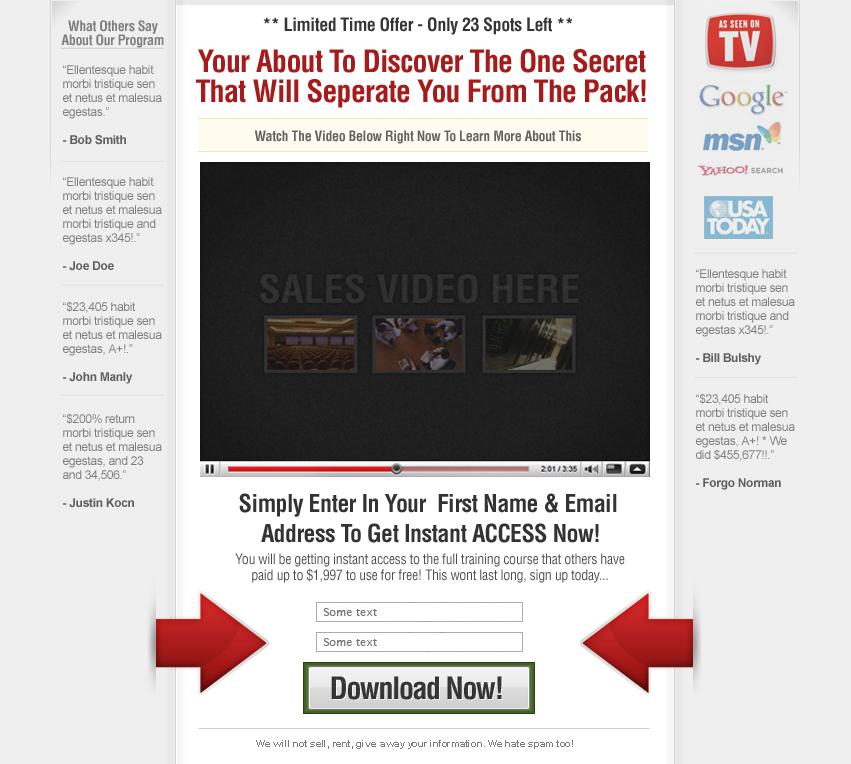 What Others Say
About Our Program
“Ellentesque habit
morbi tristique sen
et netus et malesua
egestas.”
- Bob Smith
“Ellentesque habit
morbi tristique sen
et netus et malesua
morbi tristique and
egestas x345!.”
- Joe Doe
“$23,405 habit
morbi tristique sen
et netus et malesua
egestas, A+!.”
- John Manly
“$200% return
morbi tristique sen
et netus et malesua
egestas, and 23
and 34,506.”
- Justin Kocn
** Limited Time Offer - Only 23 Spots Left **
Your About To Discover The One Secret
That Will Seperate You From The Pack!
Watch The Video Below Right Now To Learn More About This
SALES VIDEO HERE
2:01 / 3:35
Simply Enter In Your  First Name & Email
Address To Get Instant ACCESS Now!
You will be getting instant access to the full training course that others have
paid up to $1,997 to use for free! This wont last long, sign up today...
Some text
Some text
Download Now!
We will not sell, rent, give away your information. We hate spam too!
AS SEEN ON
TV
Google™
msn
YAHOO! SEARCH
USA
TODAY
“Ellentesque habit
morbi tristique sen
et netus et malesua
morbi tristique and
egestas x345!.”
- Bill Bulshy
“$23,405 habit
morbi tristique sen
et netus et malesua
egestas, A+! * We
did $455,677!!.“
- Forgo Norman